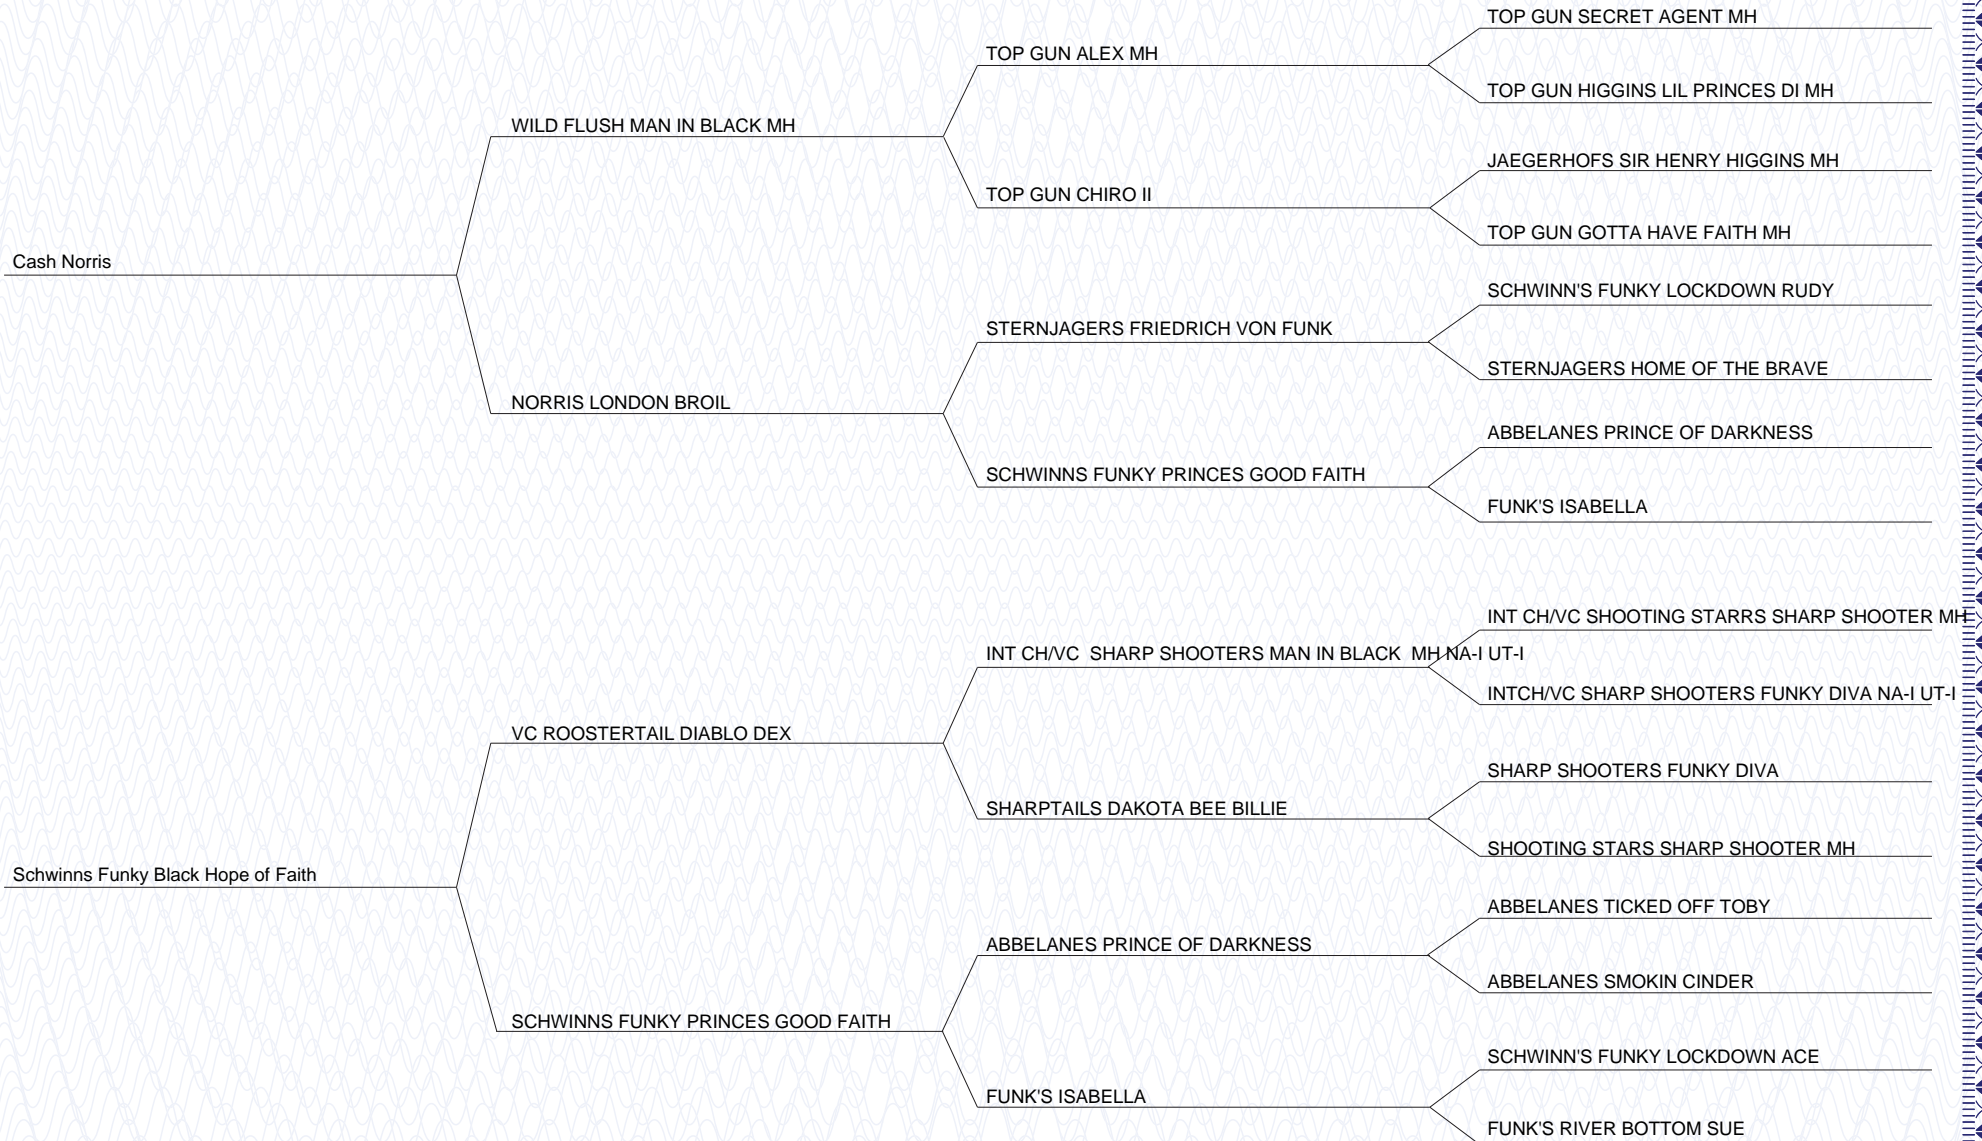 TOP GUN SECRET AGENT MH
TOP GUN ALEX MH
TOP GUN HIGGINS LIL PRINCES DI MH
WILD FLUSH MAN IN BLACK MH
JAEGERHOFS SIR HENRY HIGGINS MH
TOP GUN CHIRO II
TOP GUN GOTTA HAVE FAITH MH
Cash Norris
SCHWINN'S FUNKY LOCKDOWN RUDY
STERNJAGERS FRIEDRICH VON FUNK
STERNJAGERS HOME OF THE BRAVE
NORRIS LONDON BROIL
ABBELANES PRINCE OF DARKNESS
SCHWINNS FUNKY PRINCES GOOD FAITH
FUNK'S ISABELLA
INT CH/VC SHOOTING STARRS SHARP SHOOTER MH
INT CH/VC  SHARP SHOOTERS MAN IN BLACK  MH NA-I UT-I
INTCH/VC SHARP SHOOTERS FUNKY DIVA NA-I UT-I
VC ROOSTERTAIL DIABLO DEX
SHARP SHOOTERS FUNKY DIVA
SHARPTAILS DAKOTA BEE BILLIE
SHOOTING STARS SHARP SHOOTER MH
Schwinns Funky Black Hope of Faith
ABBELANES TICKED OFF TOBY
ABBELANES PRINCE OF DARKNESS
ABBELANES SMOKIN CINDER
SCHWINNS FUNKY PRINCES GOOD FAITH
SCHWINN'S FUNKY LOCKDOWN ACE
FUNK'S ISABELLA
FUNK'S RIVER BOTTOM SUE